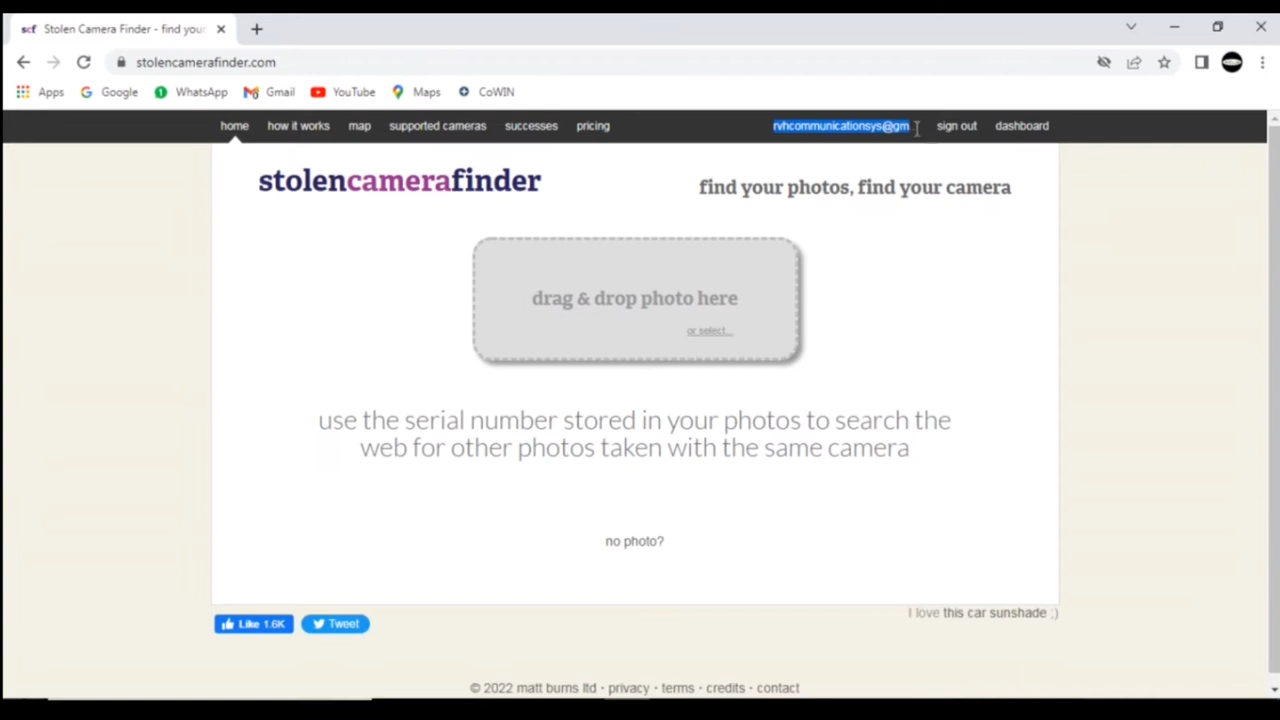 scf Stolen Camera Finder - find your
stolencamerafinder.com
Apps Google WhatsApp Gmail YouTube Maps CoWIN
home how it works map supported cameras successes pricing rvhcommunicationsys@gm sign out dashboard
stolencamerafinder find your photos, find your camera
drag & drop photo here
or select...
use the serial number stored in your photos to search the
web for other photos taken with the same camera
no photo?
I love this car sunshade ;)
Like 1.6K Tweet
© 2022 matt burns ltd · privacy · terms · credits · contact